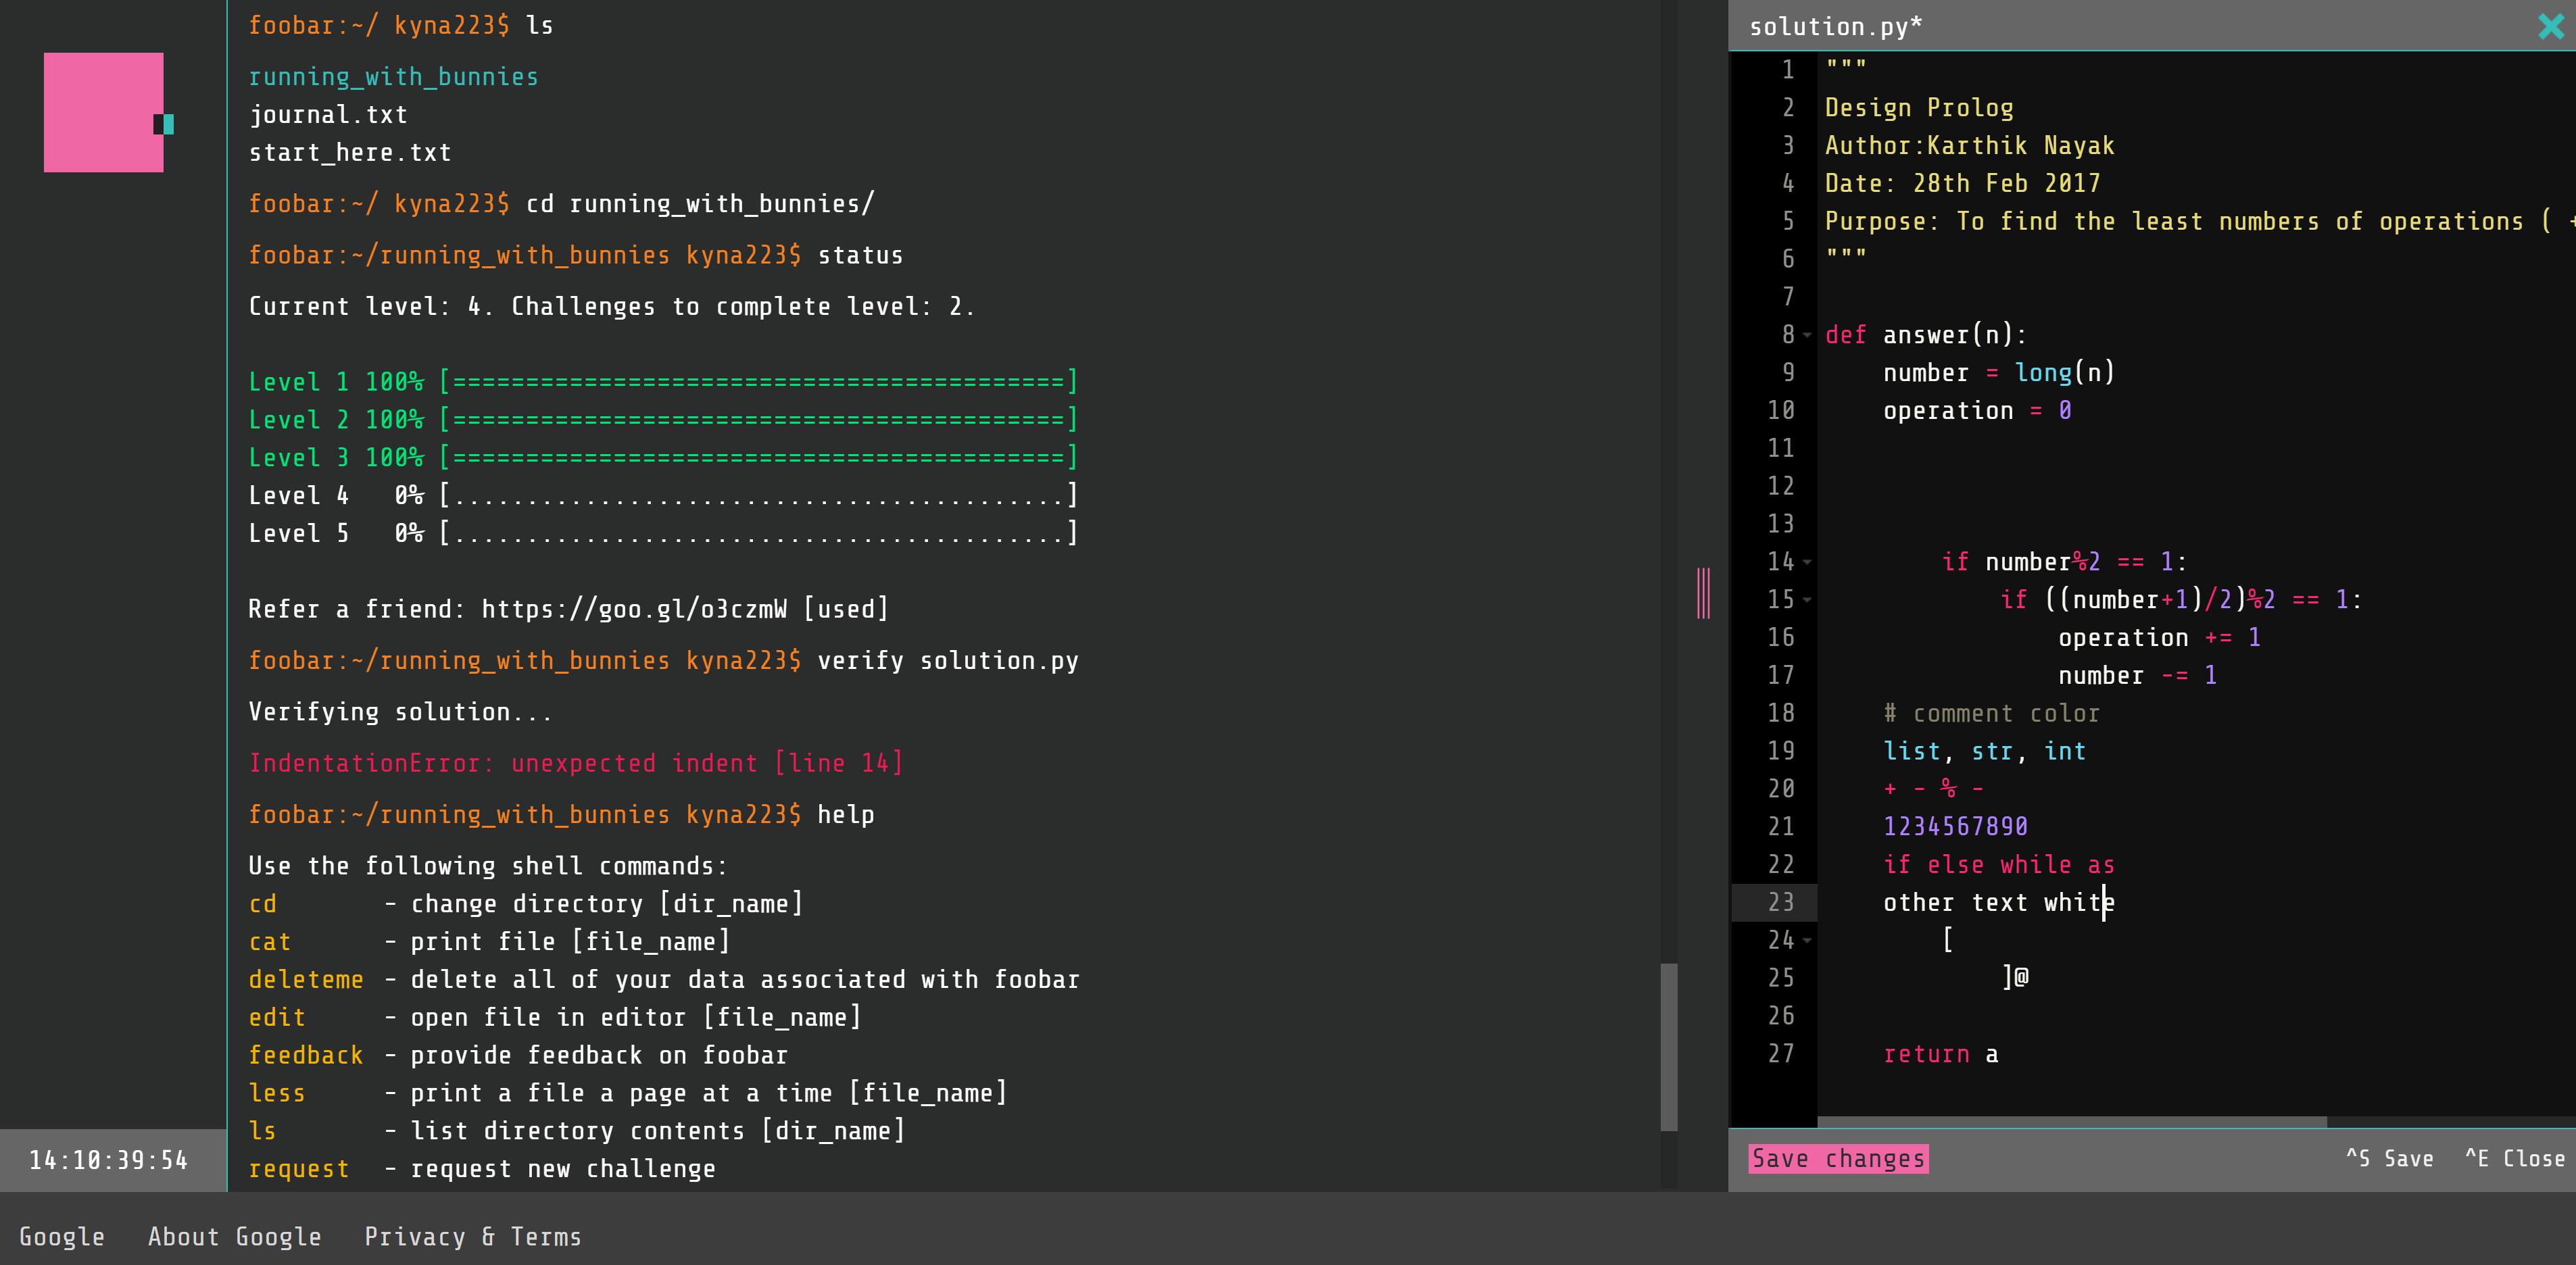 foobar:~/ kyna223$ ls
running_with_bunnies
journal.txt
start_here.txt
foobar:~/ kyna223$ cd running_with_bunnies/
foobar:~/running_with_bunnies kyna223$ status
Current level: 4. Challenges to complete level: 2.
Level 1 100% [==========================================]
Level 2 100% [==========================================]
Level 3 100% [==========================================]
Level 4   0% [..........................................]
Level 5   0% [..........................................]
Refer a friend: https://goo.gl/o3czmW [used]
foobar:~/running_with_bunnies kyna223$ verify solution.py
Verifying solution...
IndentationError: unexpected indent [line 14]
foobar:~/running_with_bunnies kyna223$ help
Use the following shell commands:
cd        - change directory [dir_name]
cat       - print file [file_name]
deleteme  - delete all of your data associated with foobar
edit      - open file in editor [file_name]
feedback  - provide feedback on foobar
less      - print a file a page at a time [file_name]
ls        - list directory contents [dir_name]
request   - request new challenge
14:10:39:54
solution.py*
1 """
2 Design Prolog
3 Author:Karthik Nayak
4 Date: 28th Feb 2017
5 Purpose: To find the least numbers of operations ( +
6 """
7
8 def answer(n):
9     number = long(n)
10     operation = 0
11
12
13
14         if number%2 == 1:
15             if ((number+1)/2)%2 == 1:
16                 operation += 1
17                 number -= 1
18     # comment color
19     list, str, int
20     + - % -
21     1234567890
22     if else while as
23     other text white
24         [
25             ]@
26
27     return a
Save changes
^S Save  ^E Close
Google   About Google   Privacy & Terms